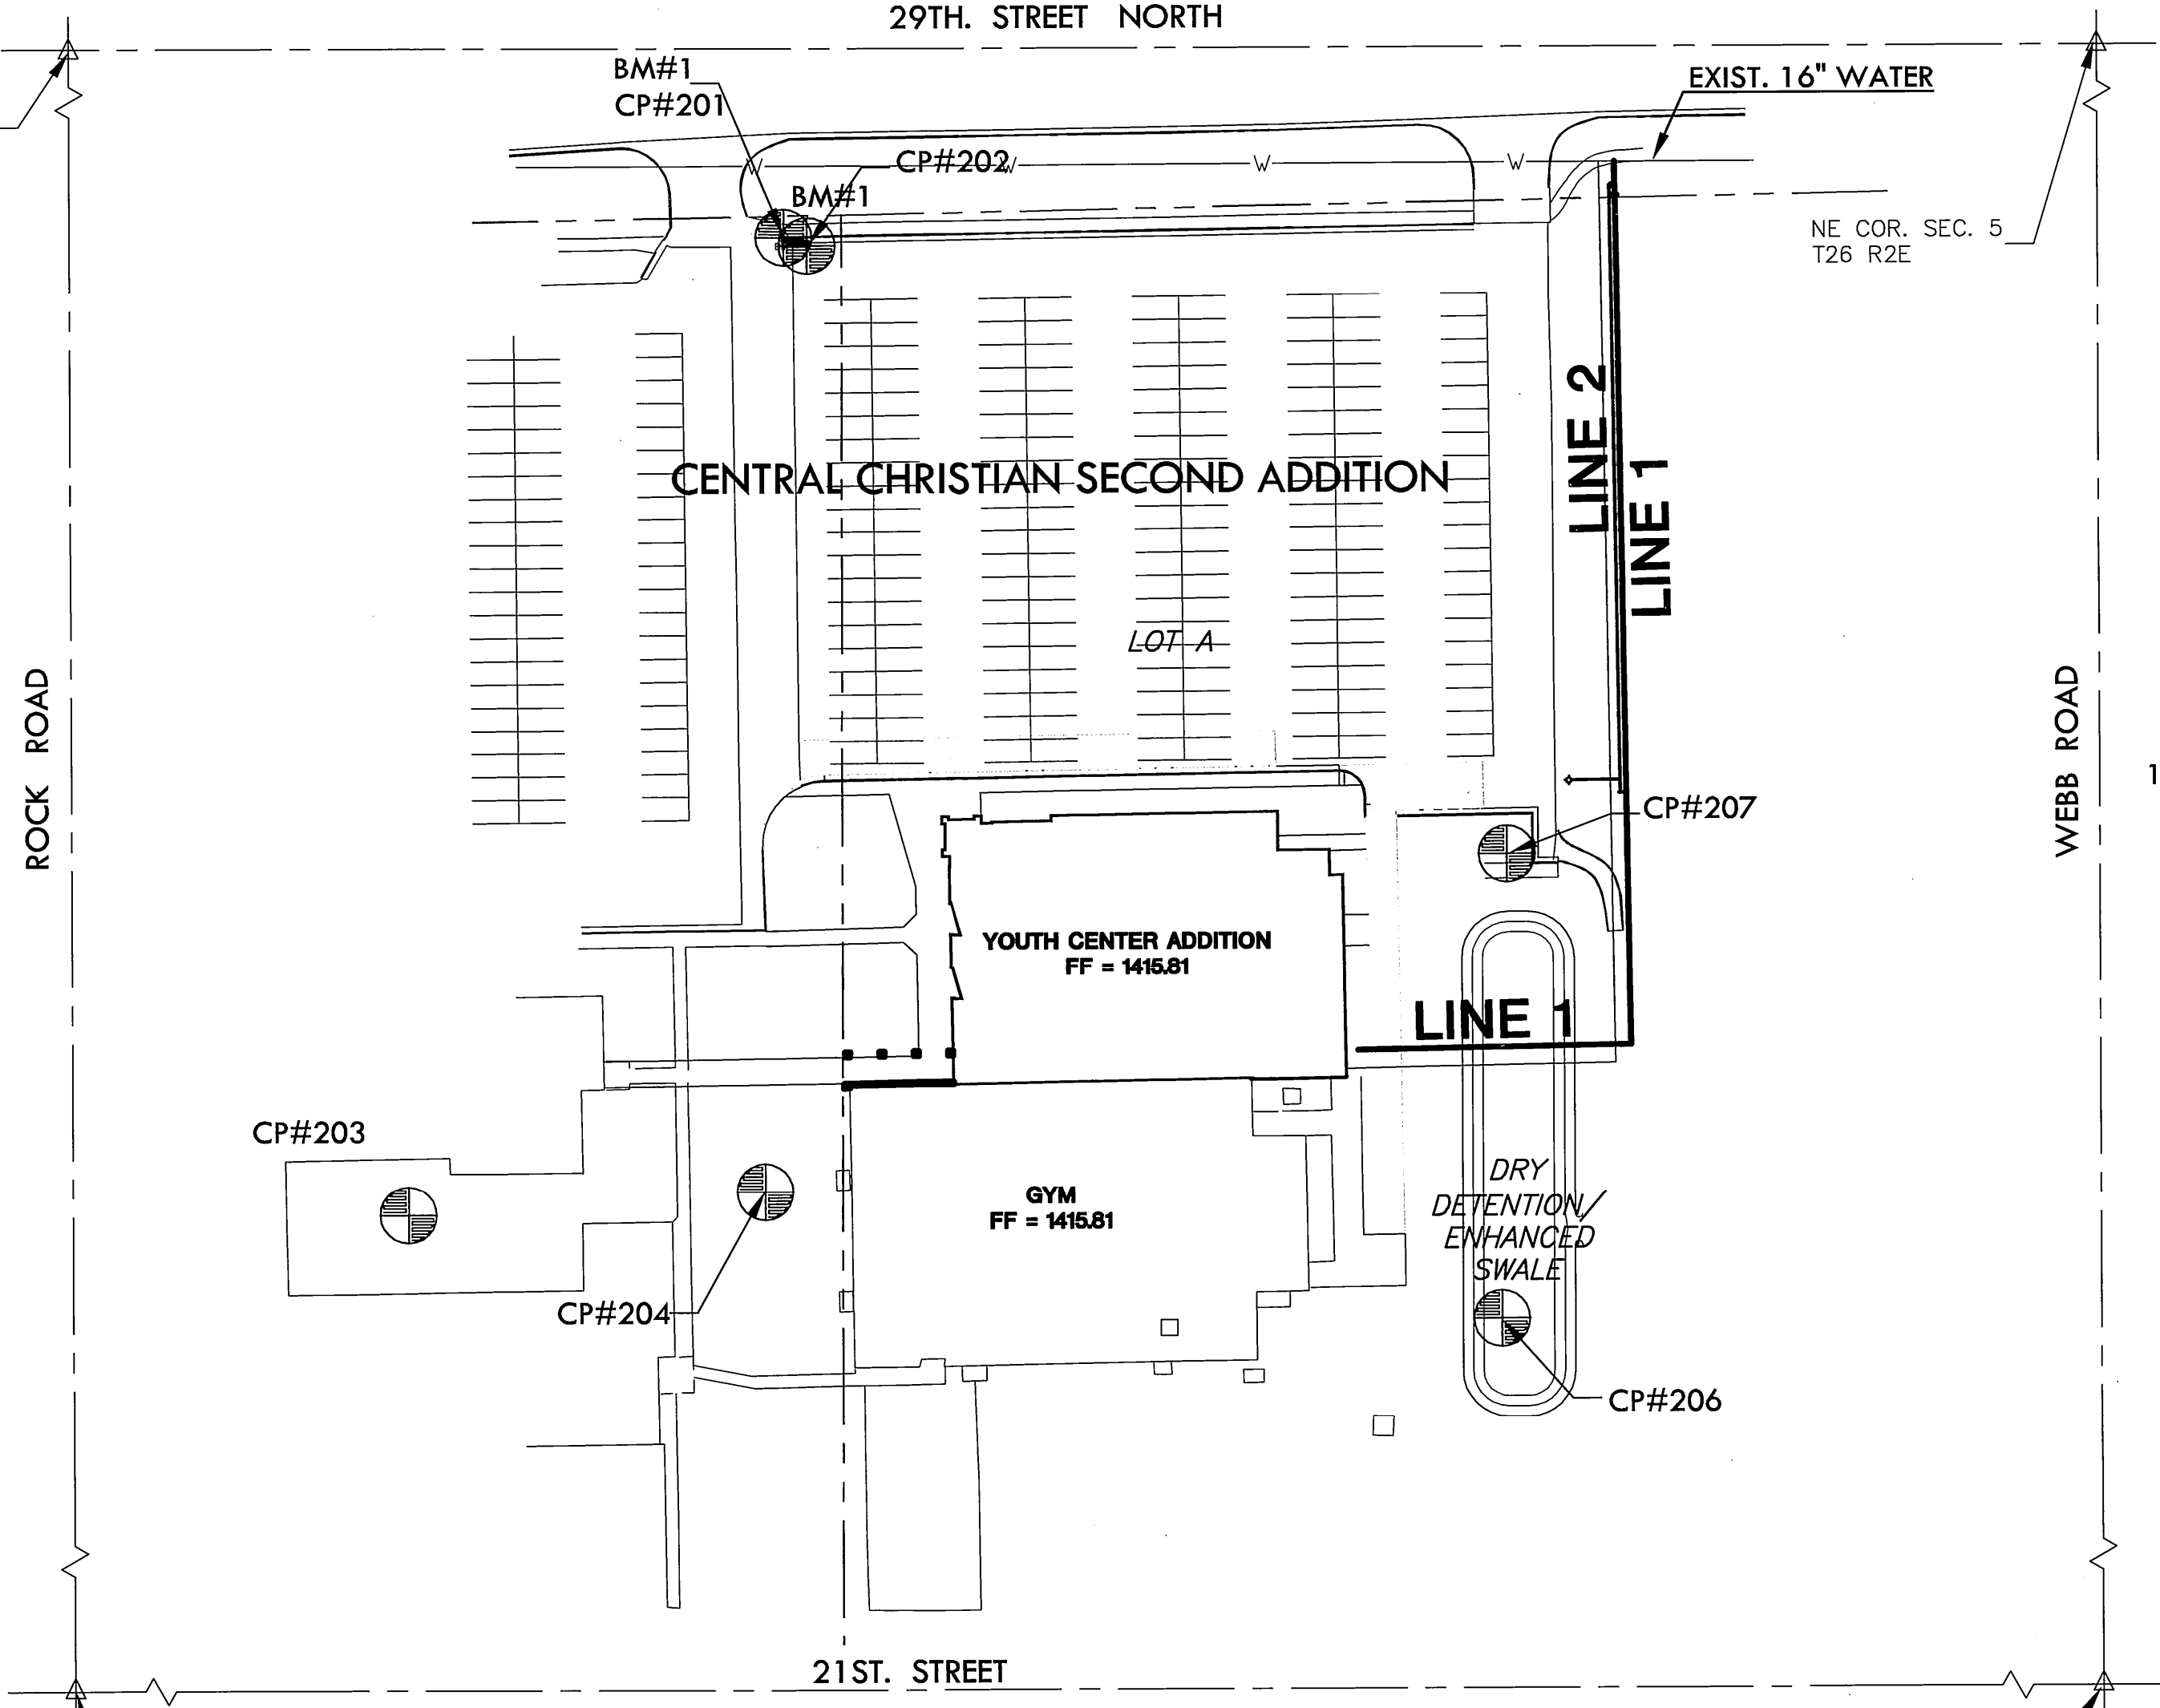 29TH. STREET NORTH
BM#1
CP#201
EXIST. 16" WATER
W CP#202 W W W
BM#1
NE COR. SEC. 5
T26 R2E
LINE 2
LINE 1
CENTRAL CHRISTIAN SECOND ADDITION
LOT A
ROCK ROAD
WEBB ROAD
1
CP#207
YOUTH CENTER ADDITION
FF = 1415.81
LINE 1
CP#203
GYM
FF = 1415.81
DRY
DETENTION/
ENHANCED
SWALE
CP#204
CP#206
21ST. STREET